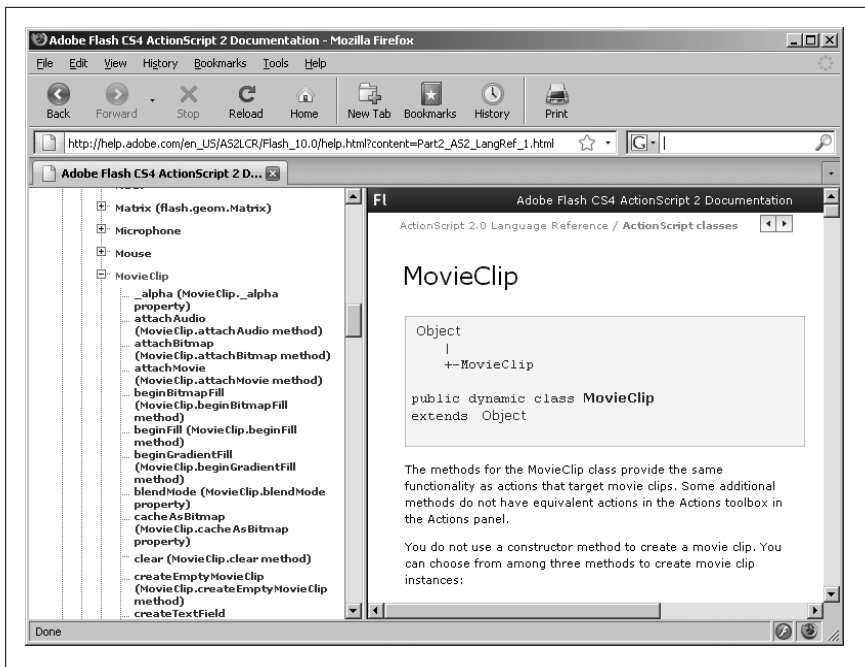 Adobe Flash CS4 ActionScript 2 Documentation - Mozilla Firefox
File Edit View History Bookmarks Tools Help
Back Forward Stop Reload Home New Tab Bookmarks History Print
http://help.adobe.com/en_US/AS2LCR/Flash_10.0/help.html?content=Part2_AS2_LangRef_1.html
G
Adobe Flash CS4 ActionScript 2 D...
Matrix (flash.geom.Matrix)
Microphone
Mouse
MovieClip
_alpha (MovieClip._alpha
property)
attachAudio
(MovieClip.attachAudio method)
attachBitmap
(MovieClip.attachBitmap method)
attachMovie
(MovieClip.attachMovie method)
beginBitmapFill
(MovieClip.beginBitmapFill
method)
beginFill (MovieClip.beginFill
method)
beginGradientFill
(MovieClip.beginGradientFill
method)
blendMode (MovieClip.blendMode
property)
cacheAsBitmap
(MovieClip.cacheAsBitmap
property)
clear (MovieClip.clear method)
createEmptyMovieClip
(MovieClip.createEmptyMovieClip
method)
createTextField
Fl Adobe Flash CS4 ActionScript 2 Documentation
ActionScript 2.0 Language Reference / ActionScript classes
MovieClip
Object
|
+-MovieClip
public dynamic class MovieClip
extends Object
The methods for the MovieClip class provide the same
functionality as actions that target movie clips. Some additional
methods do not have equivalent actions in the Actions toolbox in
the Actions panel.
You do not use a constructor method to create a movie clip. You
can choose from among three methods to create movie clip
instances:
Done